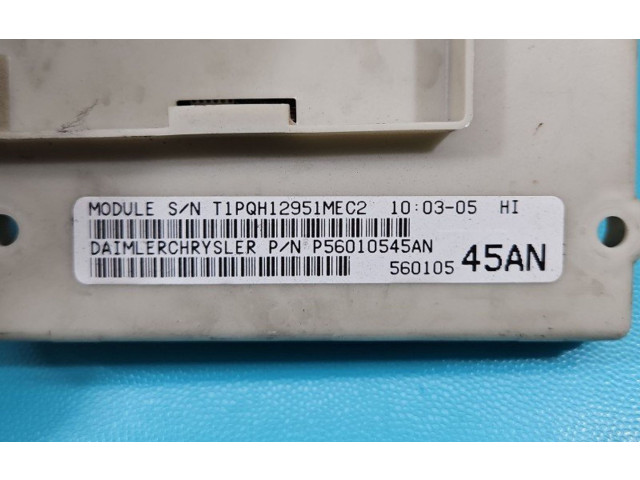 MODULE S/N T1PQH12951MEC2 10:03-05 HI
DAIMLERCHRYSLER P/N P56010545AN
560105 45AN